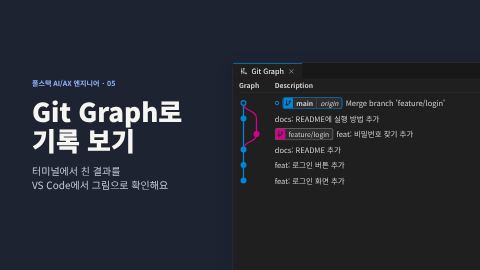 풀스택 AI/AX 엔지니어 · 05
Git Graph로
기록 보기
터미널에서 친 결과를
VS Code에서 그림으로 확인해요
Git Graph ×
Graph Description
main origin Merge branch 'feature/login'
docs: README에 실행 방법 추가
feature/login feat: 비밀번호 찾기 추가
docs: README 추가
feat: 로그인 버튼 추가
feat: 로그인 화면 추가